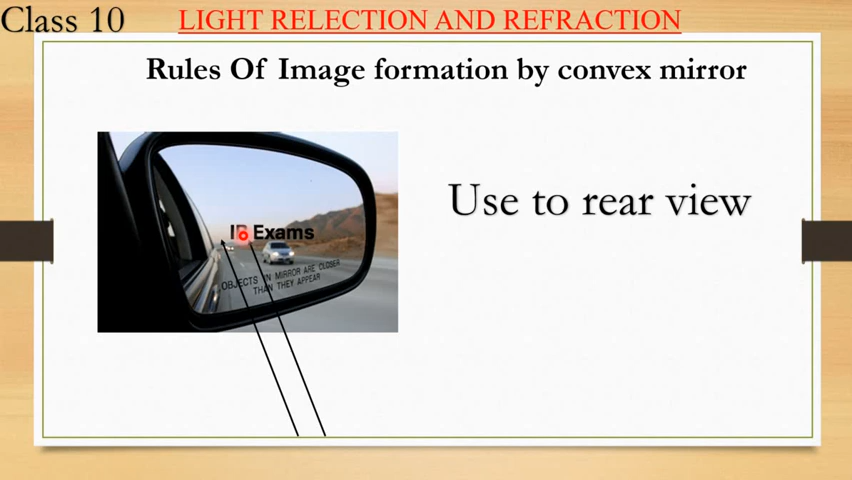 Class 10
LIGHT RELECTION AND REFRACTION
Rules Of Image formation by convex mirror
Use to rear view
Exams
OBJECTS IN MIRROR ARE CLOSER
THAN THEY APPEAR